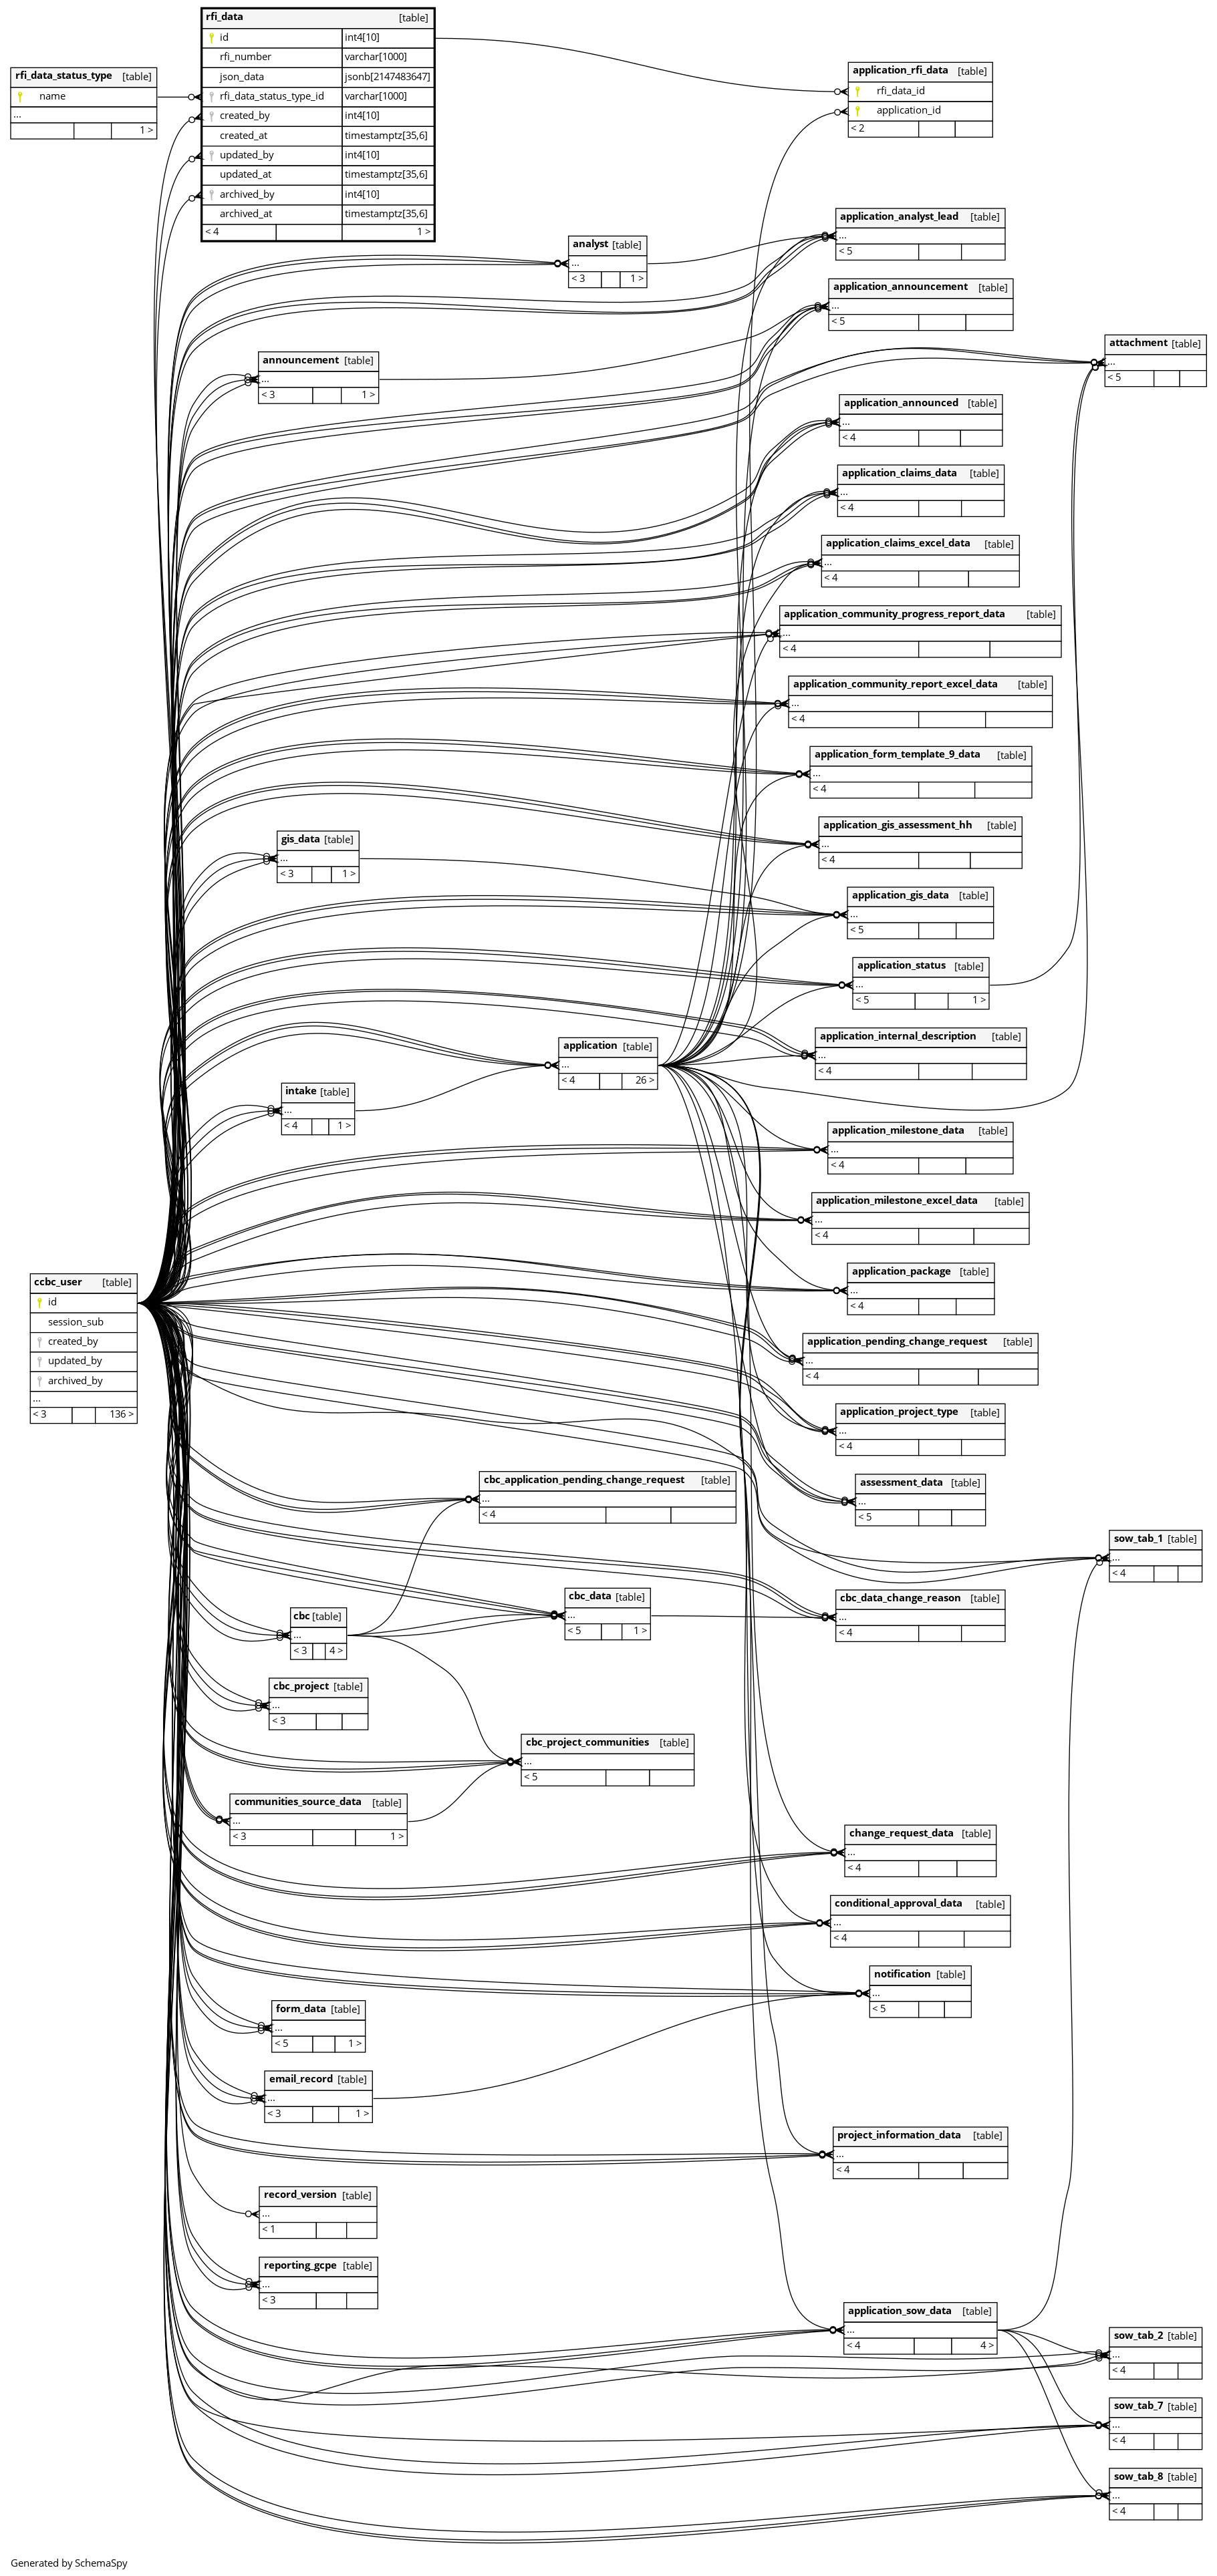 rfi_data [table]
id int4[10]
rfi_number varchar[1000]
json_data jsonb[2147483647]
rfi_data_status_type_id varchar[1000]
created_by int4[10]
created_at timestamptz[35,6]
updated_by int4[10]
updated_at timestamptz[35,6]
archived_by int4[10]
archived_at timestamptz[35,6]
< 4 1 >
rfi_data_status_type [table]
name
...
1 >
application_rfi_data [table]
rfi_data_id
application_id
< 2
application_analyst_lead [table]
...
< 5
analyst [table]
...
< 3 1 >
application_announcement [table]
...
< 5
attachment [table]
...
< 5
announcement [table]
...
< 3 1 >
application_announced [table]
...
< 4
application_claims_data [table]
...
< 4
application_claims_excel_data [table]
...
< 4
application_community_progress_report_data [table]
...
< 4
application_community_report_excel_data [table]
...
< 4
application_form_template_9_data [table]
...
< 4
application_gis_assessment_hh [table]
...
< 4
gis_data [table]
...
< 3 1 >
application_gis_data [table]
...
< 5
application_status [table]
...
< 5 1 >
application_internal_description [table]
...
< 4
application [table]
...
< 4 26 >
intake [table]
...
< 4 1 >
application_milestone_data [table]
...
< 4
application_milestone_excel_data [table]
...
< 4
application_package [table]
...
< 4
ccbc_user [table]
id
session_sub
created_by
updated_by
archived_by
...
< 3 136 >
application_pending_change_request [table]
...
< 4
application_project_type [table]
...
< 4
cbc_application_pending_change_request [table]
...
< 4
assessment_data [table]
...
< 5
sow_tab_1 [table]
...
< 4
cbc_data [table]
...
< 5 1 >
cbc_data_change_reason [table]
...
< 4
cbc [table]
...
< 3 4 >
cbc_project [table]
...
< 3
cbc_project_communities [table]
...
< 5
communities_source_data [table]
...
< 3 1 >
change_request_data [table]
...
< 4
conditional_approval_data [table]
...
< 4
notification [table]
...
< 5
form_data [table]
...
< 5 1 >
email_record [table]
...
< 3 1 >
project_information_data [table]
...
< 4
record_version [table]
...
< 1
reporting_gcpe [table]
...
< 3
application_sow_data [table]
...
< 4 4 >
sow_tab_2 [table]
...
< 4
sow_tab_7 [table]
...
< 4
sow_tab_8 [table]
...
< 4
Generated by SchemaSpy